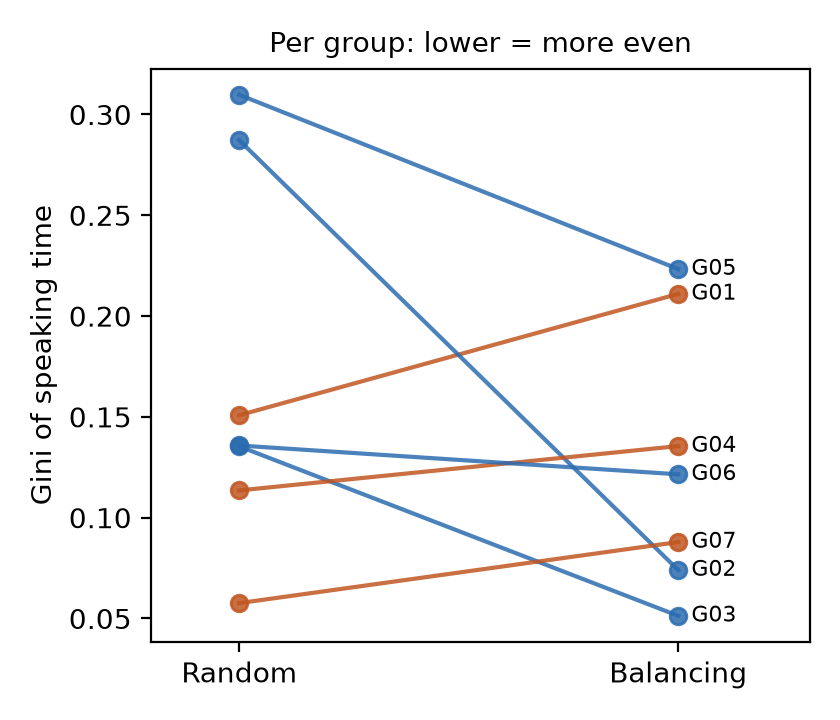 Per group: lower = more even
Gini of speaking time
0.30
0.25
0.20
0.15
0.10
0.05
G05
G01
G04
G06
G07
G02
G03
Random
Balancing